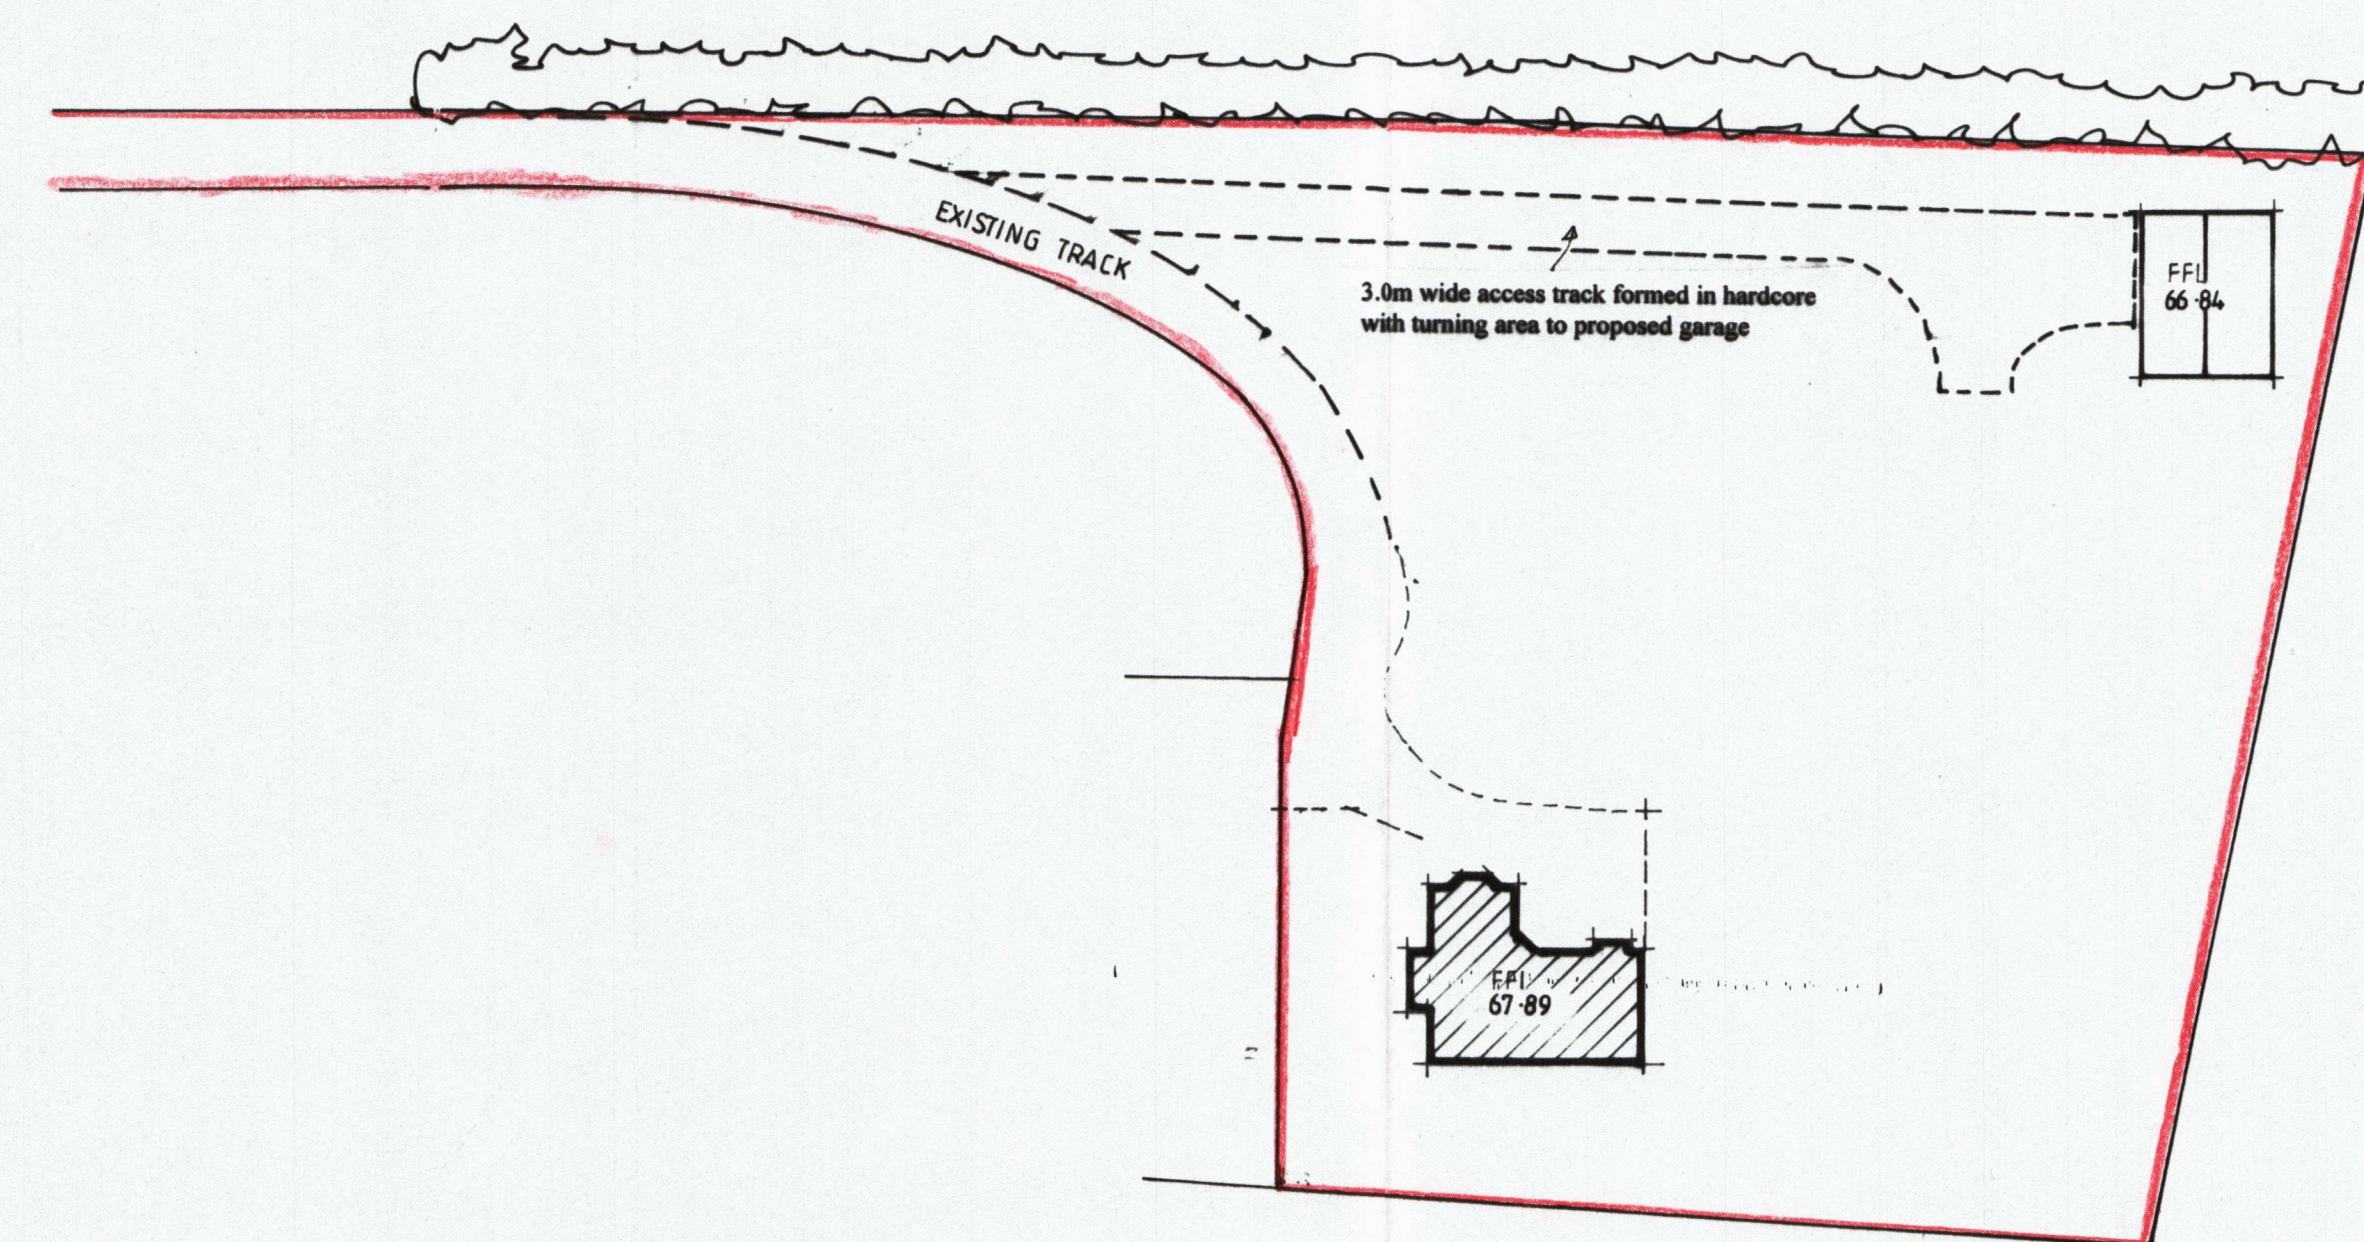 EXISTING TRACK
3.0m wide access track formed in hardcore
with turning area to proposed garage
FFL
66·84
FFL
67·89